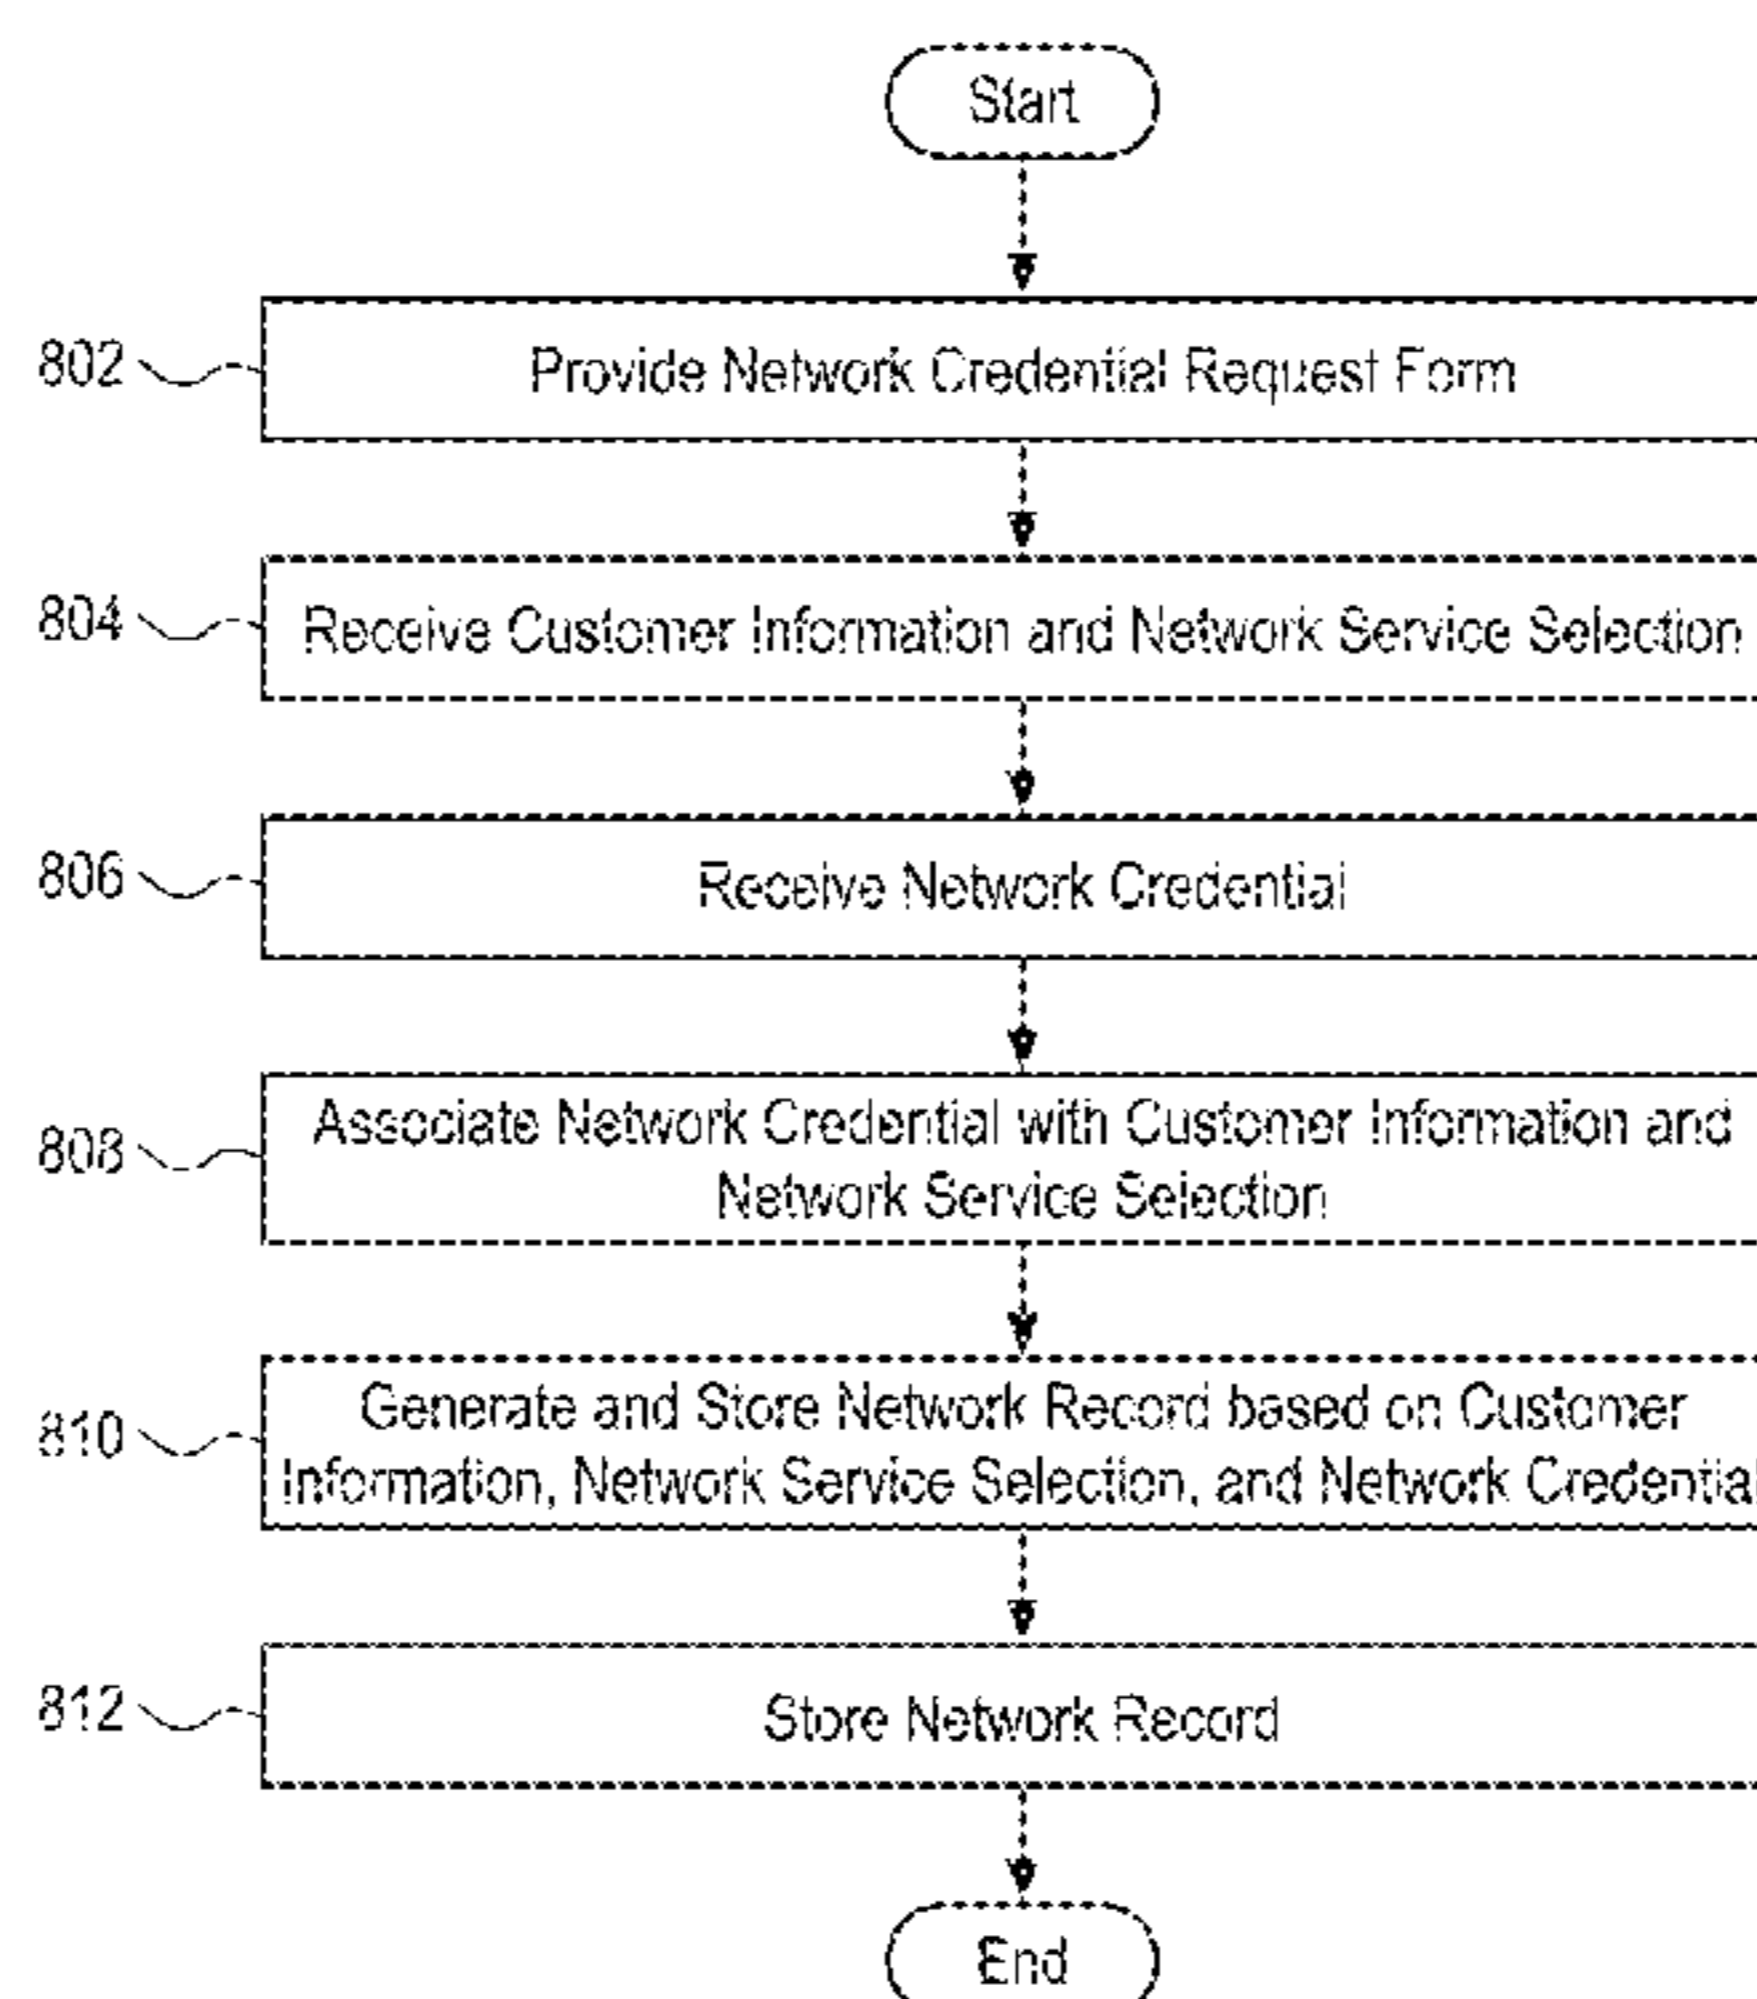 Start
802
Provide Network Credential Request Form
804
Receive Customer Information and Network Service Selection
806
Receive Network Credential
808
Associate Network Credential with Customer Information and
Network Service Selection
810
Generate and Store Network Record based on Customer
Information, Network Service Selection, and Network Credential
812
Store Network Record
End